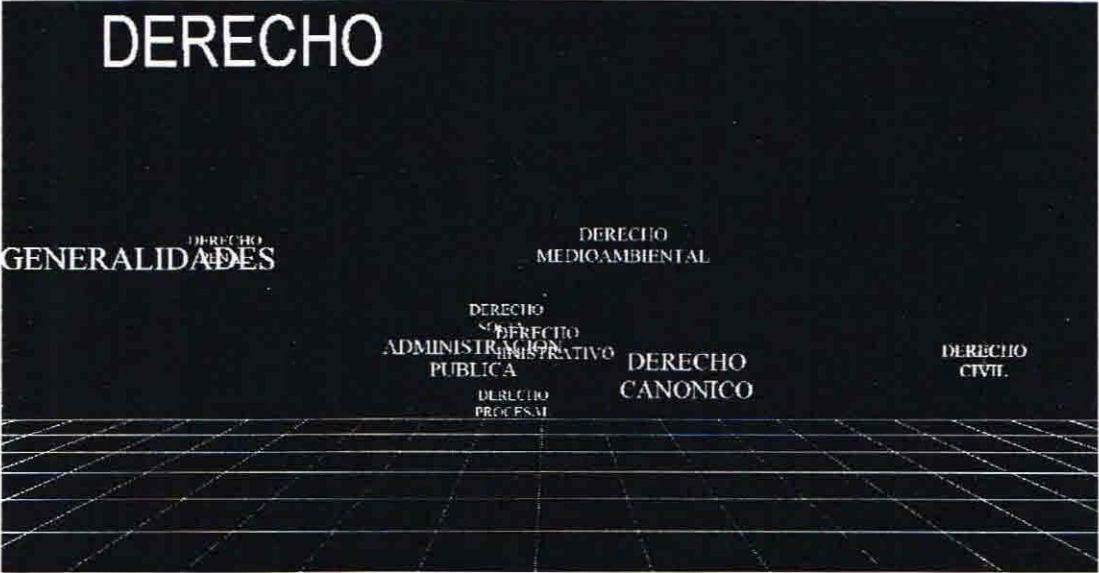 DERECHO
DERECHO
GENERALIDADES
DERECHO
MEDIOAMBIENTAL
DERECHO
DERECHO
ADMINISTRACION
PUBLICA
DERECHO
CANONICO
DERECHO
CIVIL
DERECHO
PROCESAL